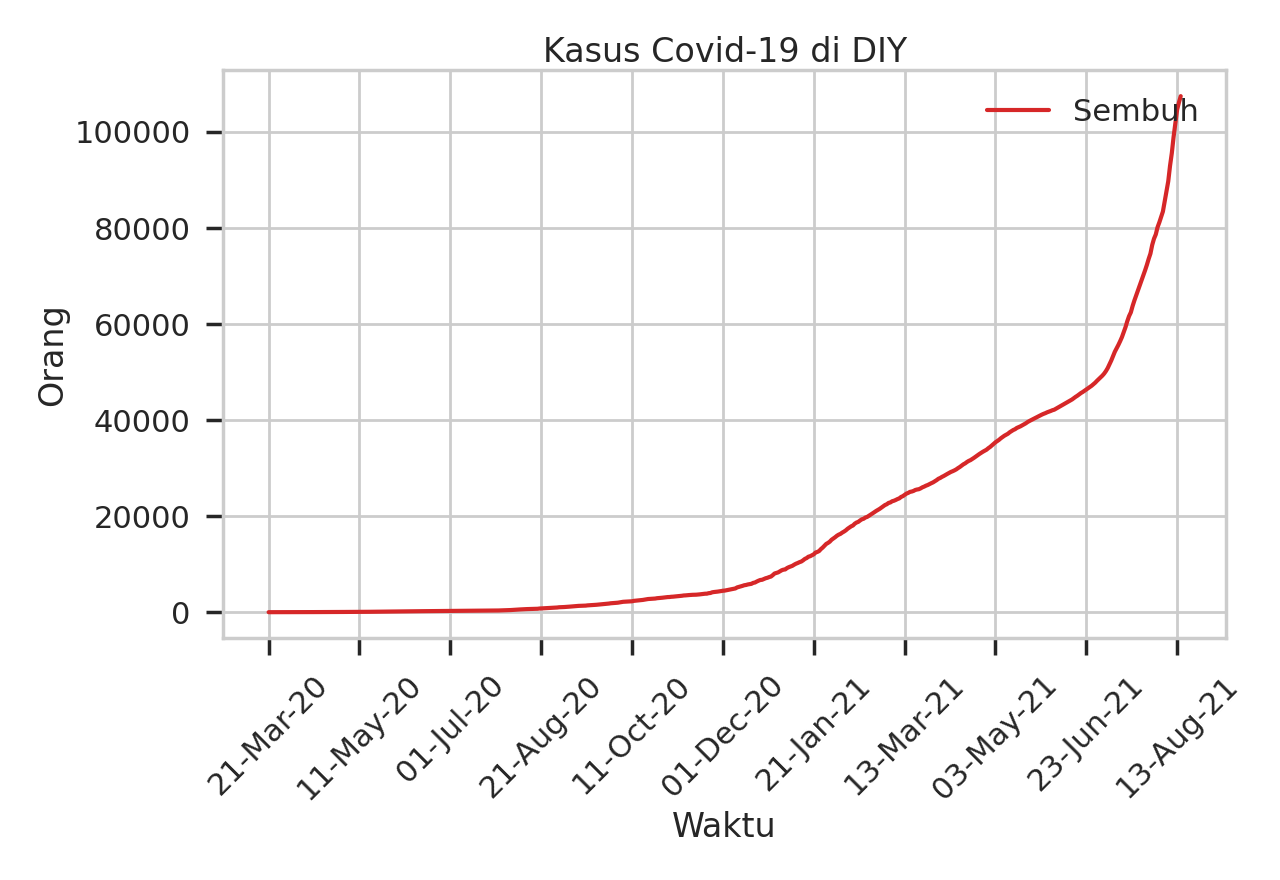 Kasus Covid-19 di DIY
Sembuh
Orang
100000
80000
60000
40000
20000
0
21-Mar-20
11-May-20
01-Jul-20
21-Aug-20
11-Oct-20
01-Dec-20
21-Jan-21
13-Mar-21
03-May-21
23-Jun-21
13-Aug-21
Waktu